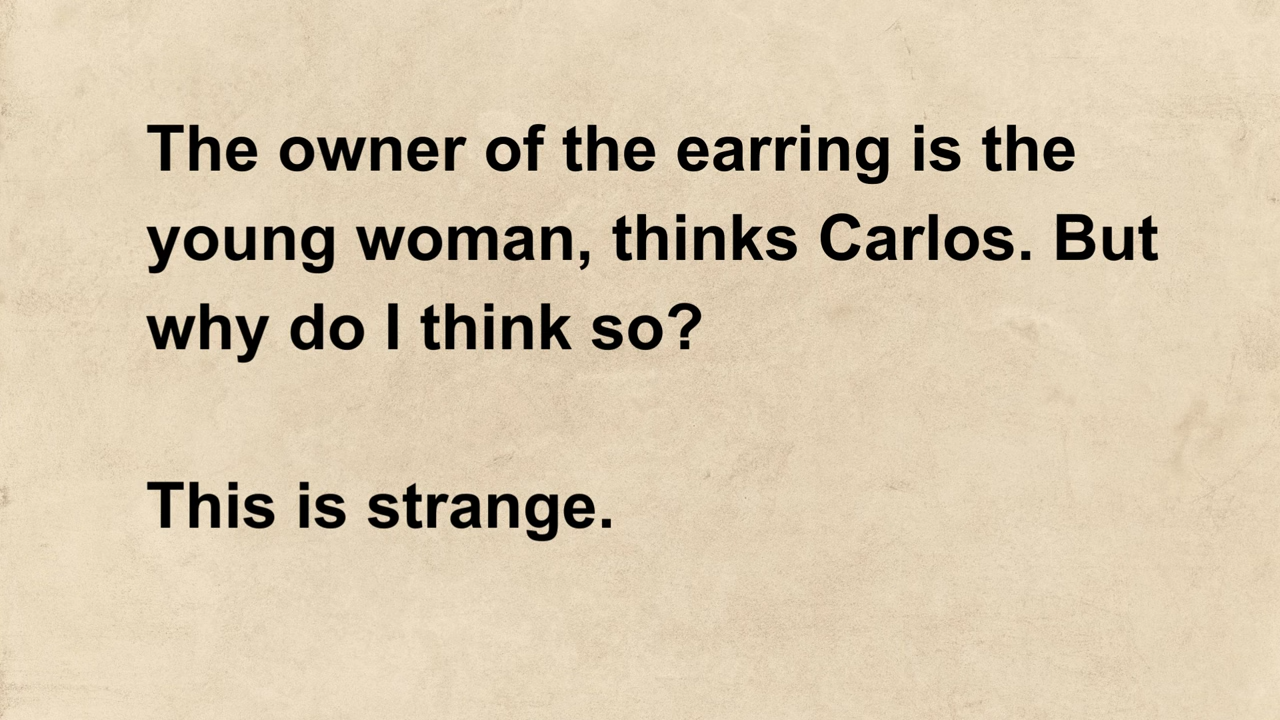 The owner of the earring is the
young woman, thinks Carlos. But
why do I think so?
This is strange.